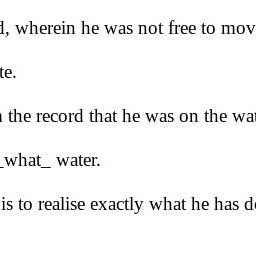 , wherein he was not free to mov
te.
the record that he was on the wat
_what_ water.
is to realise exactly what he has d